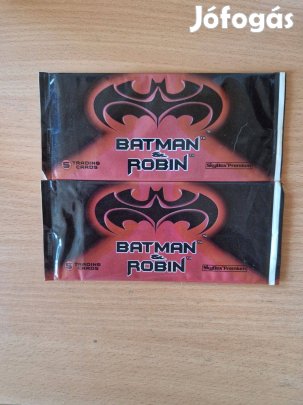 Jófogás
BATMAN
&
ROBIN
5 TRADING
CARDS
SkyBox Premium
BATMAN
&
ROBIN
5 TRADING
CARDS
SkyBox Premium